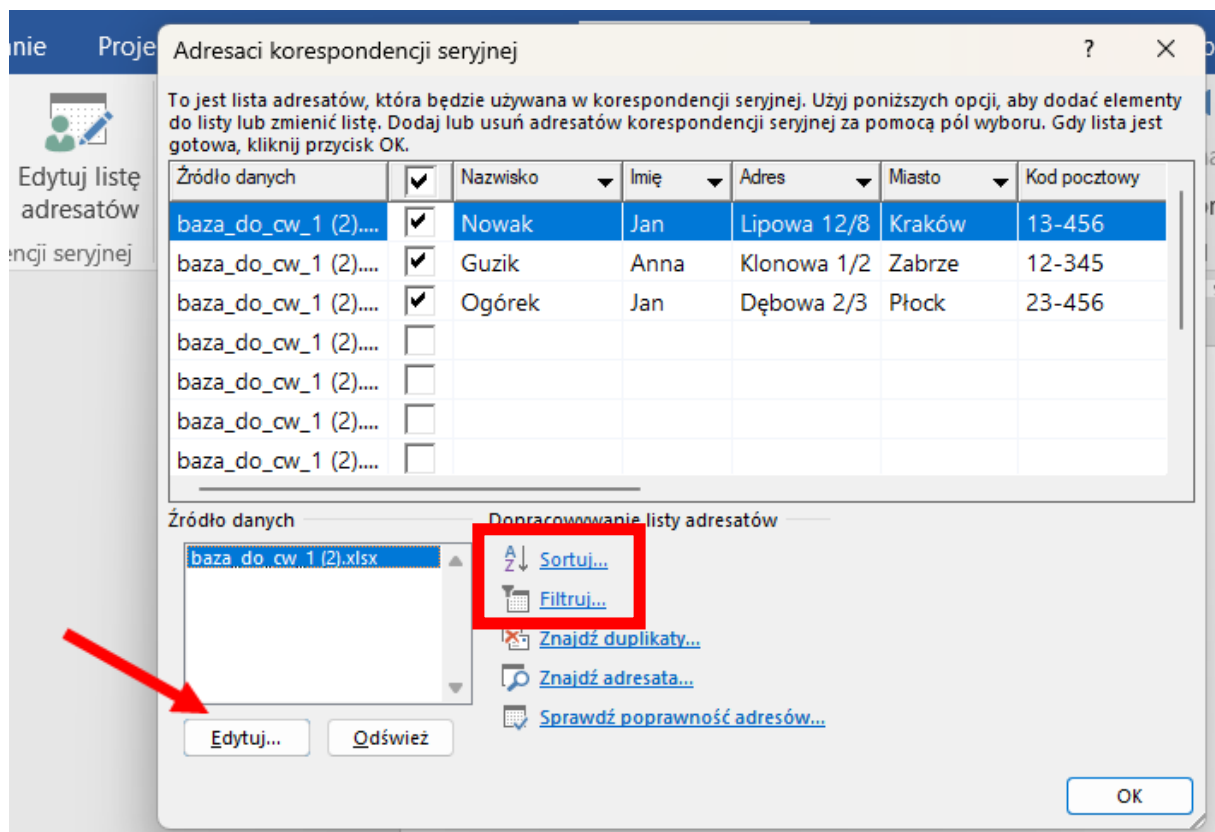 Adresaci korespondencji seryjnej ? ×
To jest lista adresatów, która będzie używana w korespondencji seryjnej. Użyj poniższych opcji, aby dodać elementy
do listy lub zmienić listę. Dodaj lub usuń adresatów korespondencji seryjnej za pomocą pól wyboru. Gdy lista jest
gotowa, kliknij przycisk OK.
Edytuj listę
adresatów
Źródło danych Nazwisko Imię Adres Miasto Kod pocztowy
baza_do_cw_1 (2).... Nowak Jan Lipowa 12/8 Kraków 13-456
baza_do_cw_1 (2).... Guzik Anna Klonowa 1/2 Zabrze 12-345
baza_do_cw_1 (2).... Ogórek Jan Dębowa 2/3 Płock 23-456
baza_do_cw_1 (2)....
baza_do_cw_1 (2)....
baza_do_cw_1 (2)....
baza_do_cw_1 (2)....
seryjnej
Źródło danych
baza_do_cw_1 (2).xlsx
Edytuj... Odśwież
Dopracowywanie listy adresatów
Sortuj...
Filtruj...
Znajdź duplikaty...
Znajdź adresata...
Sprawdź poprawność adresów...
OK